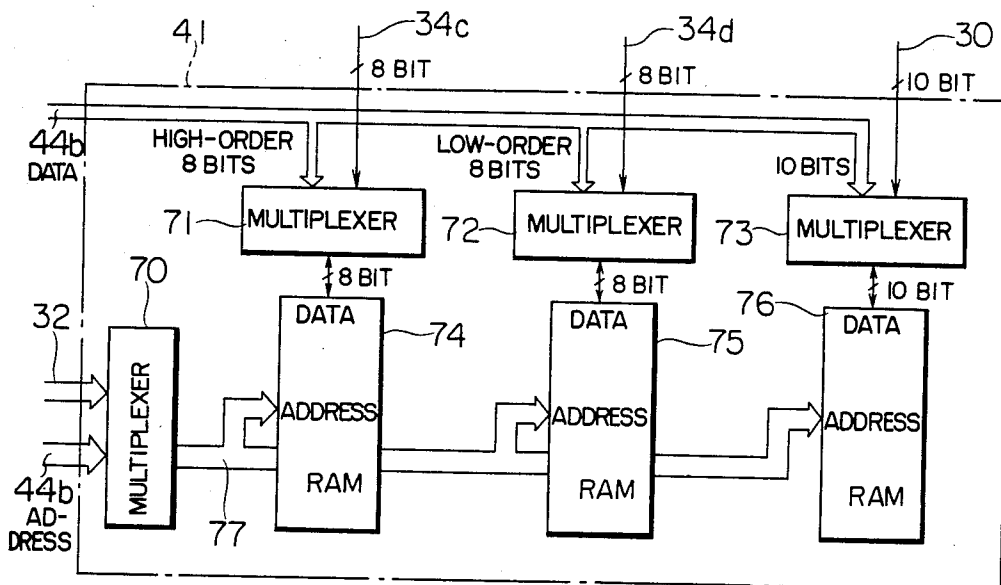 41
34c
34d
30
8 BIT
8 BIT
10 BIT
44b
DATA
HIGH-ORDER
8 BITS
LOW-ORDER
8 BITS
10 BITS
71
MULTIPLEXER
72
MULTIPLEXER
73
MULTIPLEXER
8 BIT
8 BIT
10 BIT
70
32
MULTIPLEXER
44b
AD-
DRESS
77
DATA
74
ADDRESS
RAM
DATA
75
ADDRESS
RAM
76
DATA
ADDRESS
RAM